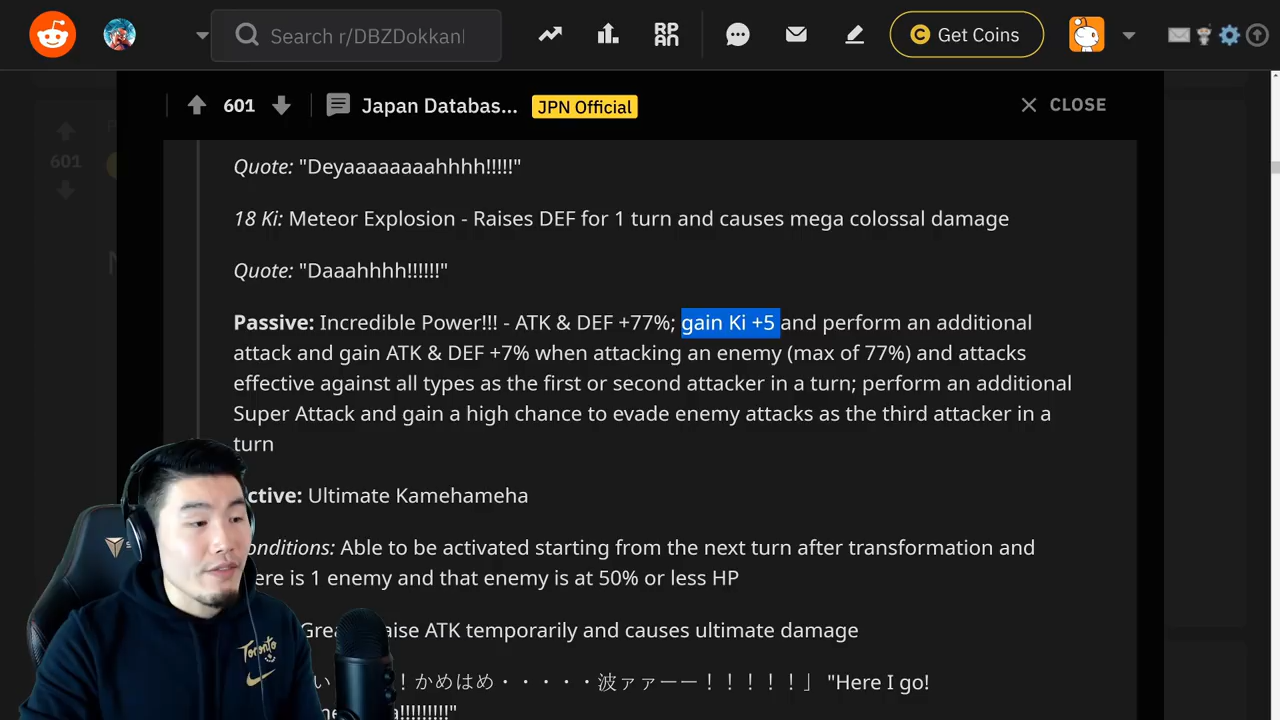 Search r/DBZDokkanl
RPAN
Get Coins
601
Japan Databas...
JPN Official
CLOSE
601
Quote: "Deyaaaaaaaahhhh!!!!!"
18 Ki: Meteor Explosion - Raises DEF for 1 turn and causes mega colossal damage
Quote: "Daaahhhh!!!!!!"
Passive: Incredible Power!!! - ATK & DEF +77%; gain Ki +5 and perform an additional
attack and gain ATK & DEF +7% when attacking an enemy (max of 77%) and attacks
effective against all types as the first or second attacker in a turn; perform an additional
Super Attack and gain a high chance to evade enemy attacks as the third attacker in a
turn
ctive: Ultimate Kamehameha
onditions: Able to be activated starting from the next turn after transformation and
ere is 1 enemy and that enemy is at 50% or less HP
aise ATK temporarily and causes ultimate damage
！かめはめ・・・・・波ァァーー！！！！！」 "Here I go!
!!!!!!!!!"
Toronto